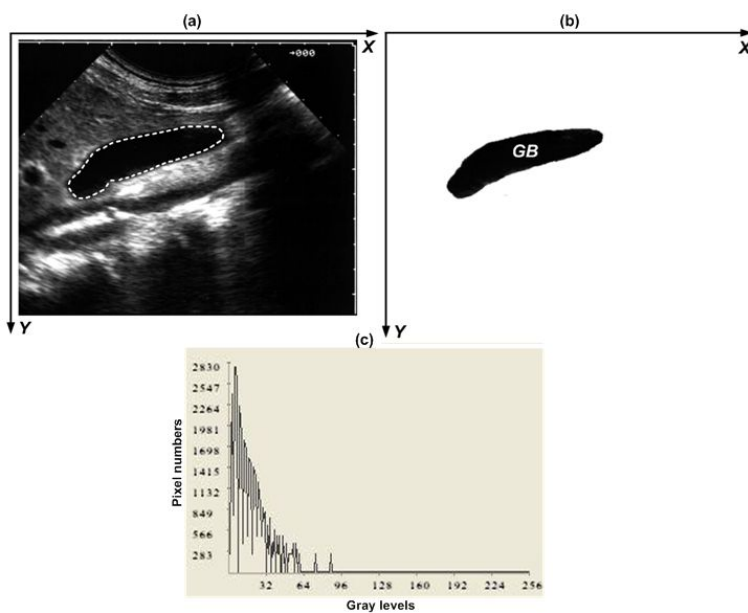 (a)
X
→000
Y
(b)
X
GB
Y
(c)
Pixel numbers
2830
2547
2264
1981
1698
1415
1132
849
566
283
32 64 96 128 160 192 224 256
Gray levels